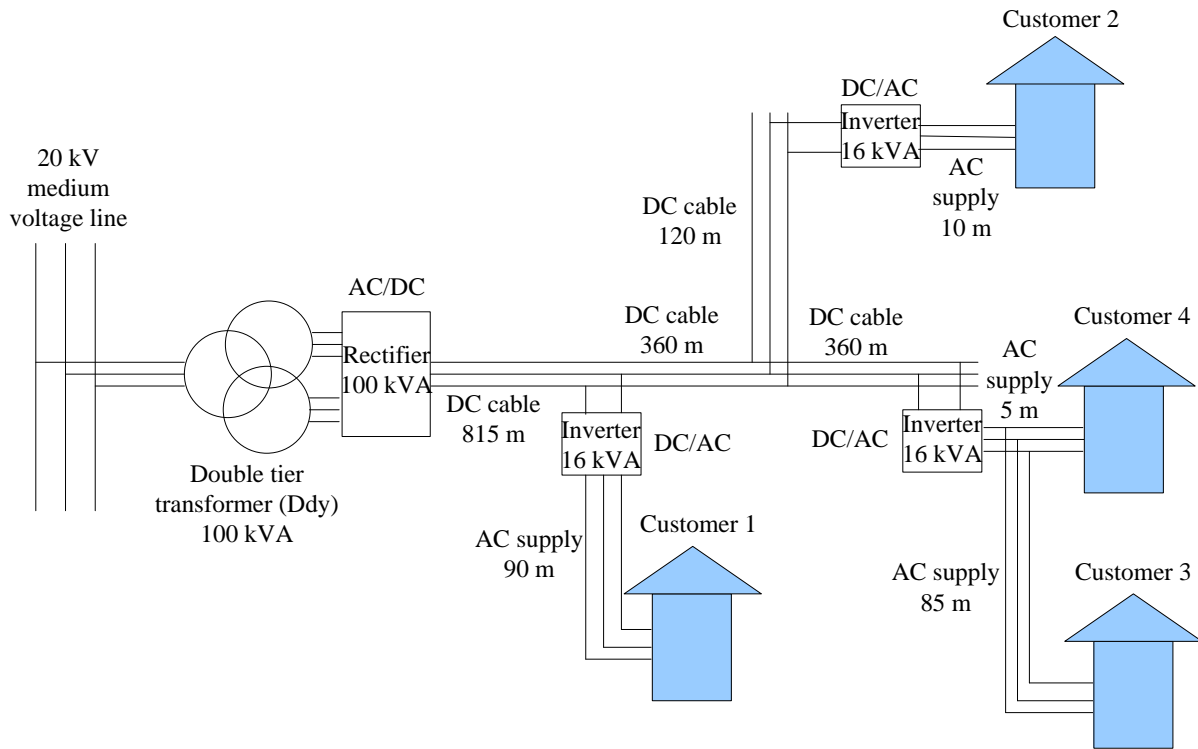 20 kV
medium
voltage line
Double tier
transformer (Ddy)
100 kVA
AC/DC
Rectifier
100 kVA
DC cable
815 m
DC cable
360 m
DC cable
120 m
DC/AC
Inverter
16 kVA
AC
supply
10 m
Customer 2
DC cable
360 m
Inverter
16 kVA
DC/AC
AC supply
90 m
Customer 1
DC/AC
Inverter
16 kVA
AC
supply
5 m
Customer 4
AC supply
85 m
Customer 3